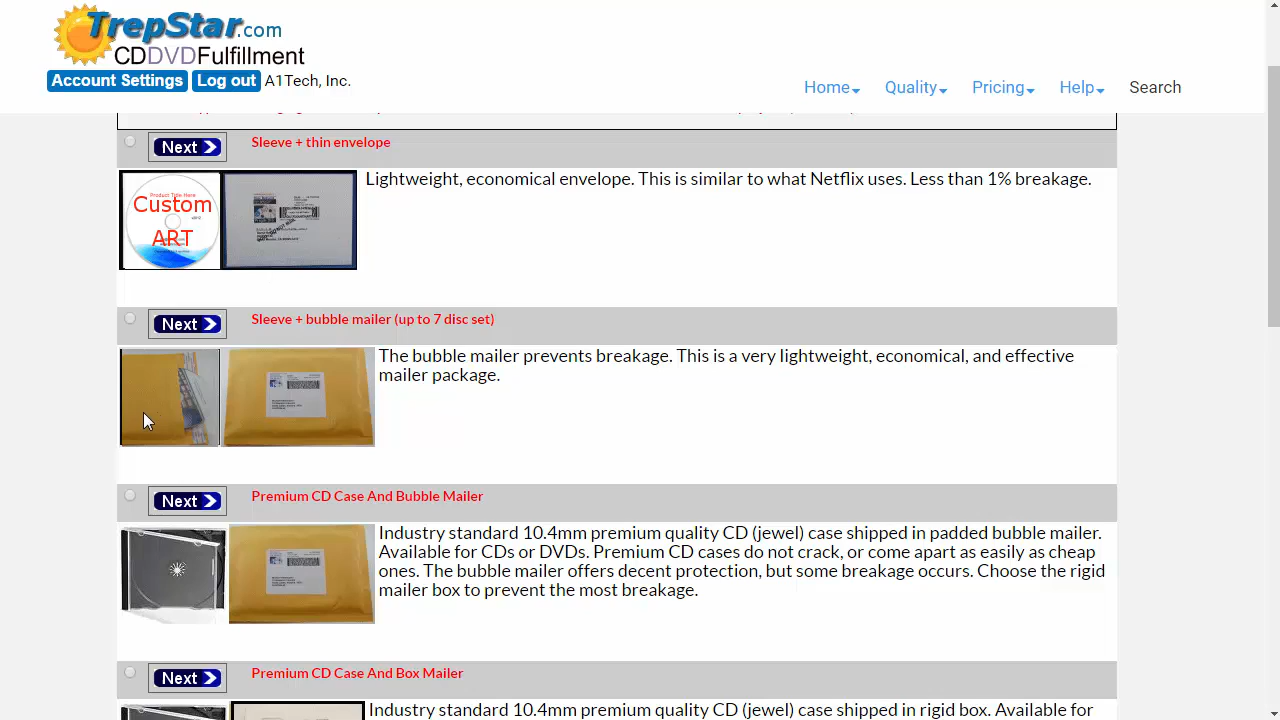 TrepStar.com
CDDVDFulfillment
Account Settings Log out A1Tech, Inc.
Home Quality Pricing Help Search
Next Sleeve + thin envelope
Product Title Here
Custom
ART
Lightweight, economical envelope. This is similar to what Netflix uses. Less than 1% breakage.
Next Sleeve + bubble mailer (up to 7 disc set)
The bubble mailer prevents breakage. This is a very lightweight, economical, and effective
mailer package.
Next Premium CD Case And Bubble Mailer
Industry standard 10.4mm premium quality CD (jewel) case shipped in padded bubble mailer.
Available for CDs or DVDs. Premium CD cases do not crack, or come apart as easily as cheap
ones. The bubble mailer offers decent protection, but some breakage occurs. Choose the rigid
mailer box to prevent the most breakage.
Next Premium CD Case And Box Mailer
Industry standard 10.4mm premium quality CD (jewel) case shipped in rigid box. Available for